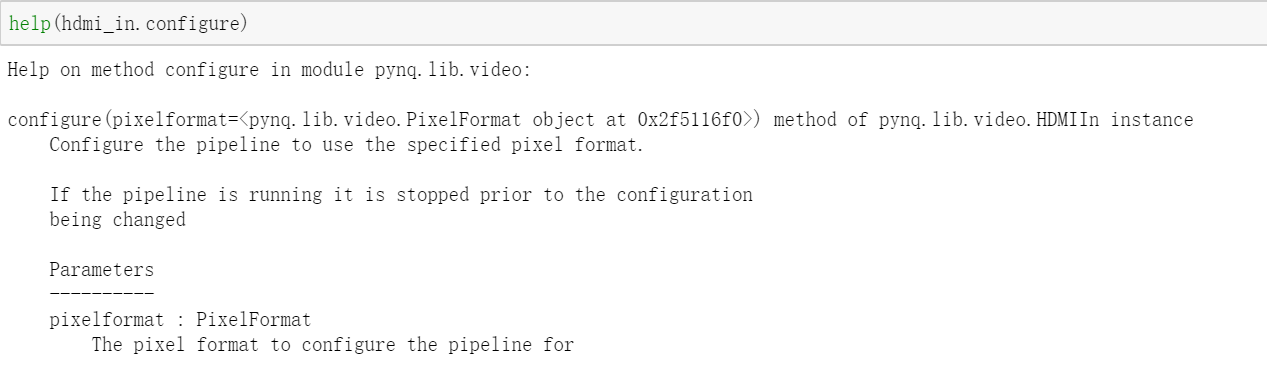 help(hdmi_in.configure)
Help on method configure in module pynq.lib.video:
configure(pixelformat=<pynq.lib.video.PixelFormat object at 0x2f5116f0>) method of pynq.lib.video.HDMIIn instance
Configure the pipeline to use the specified pixel format.
If the pipeline is running it is stopped prior to the configuration
being changed
Parameters
----------
pixelformat : PixelFormat
The pixel format to configure the pipeline for